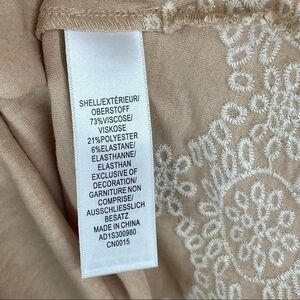 SHELL/EXTÉRIEUR/
OBERSTOFF
73%VISCOSE/
VISKOSE
21%POLYESTER
6%ELASTANE/
ELASTHANNE/
ELASTHAN
EXCLUSIVE OF
DECORATION/
GARNITURE NON
COMPRISE/
AUSSCHLIESSLICH
BESATZ
MADE IN CHINA
AD1S300980
CN0015